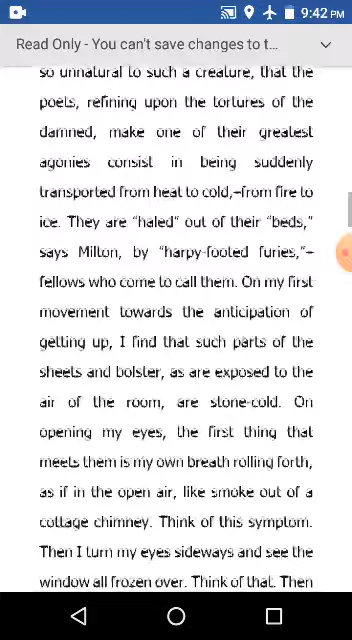 9:42 PM
Read Only - You can't save changes to t...
so unnatural to such a creature, that the
poets, refining upon the tortures of the
damned, make one of their greatest
agonies consist in being suddenly
transported from heat to cold,–from fire to
ice. They are “haled” out of their “beds,”
says Milton, by “harpy-footed furies,”–
fellows who come to call them. On my first
movement towards the anticipation of
getting up, I find that such parts of the
sheets and bolster, as are exposed to the
air of the room, are stone-cold. On
opening my eyes, the first thing that
meets them is my own breath rolling forth,
as if in the open air, like smoke out of a
cottage chimney. Think of this symptom.
Then I turn my eyes sideways and see the
window all frozen over. Think of that. Then